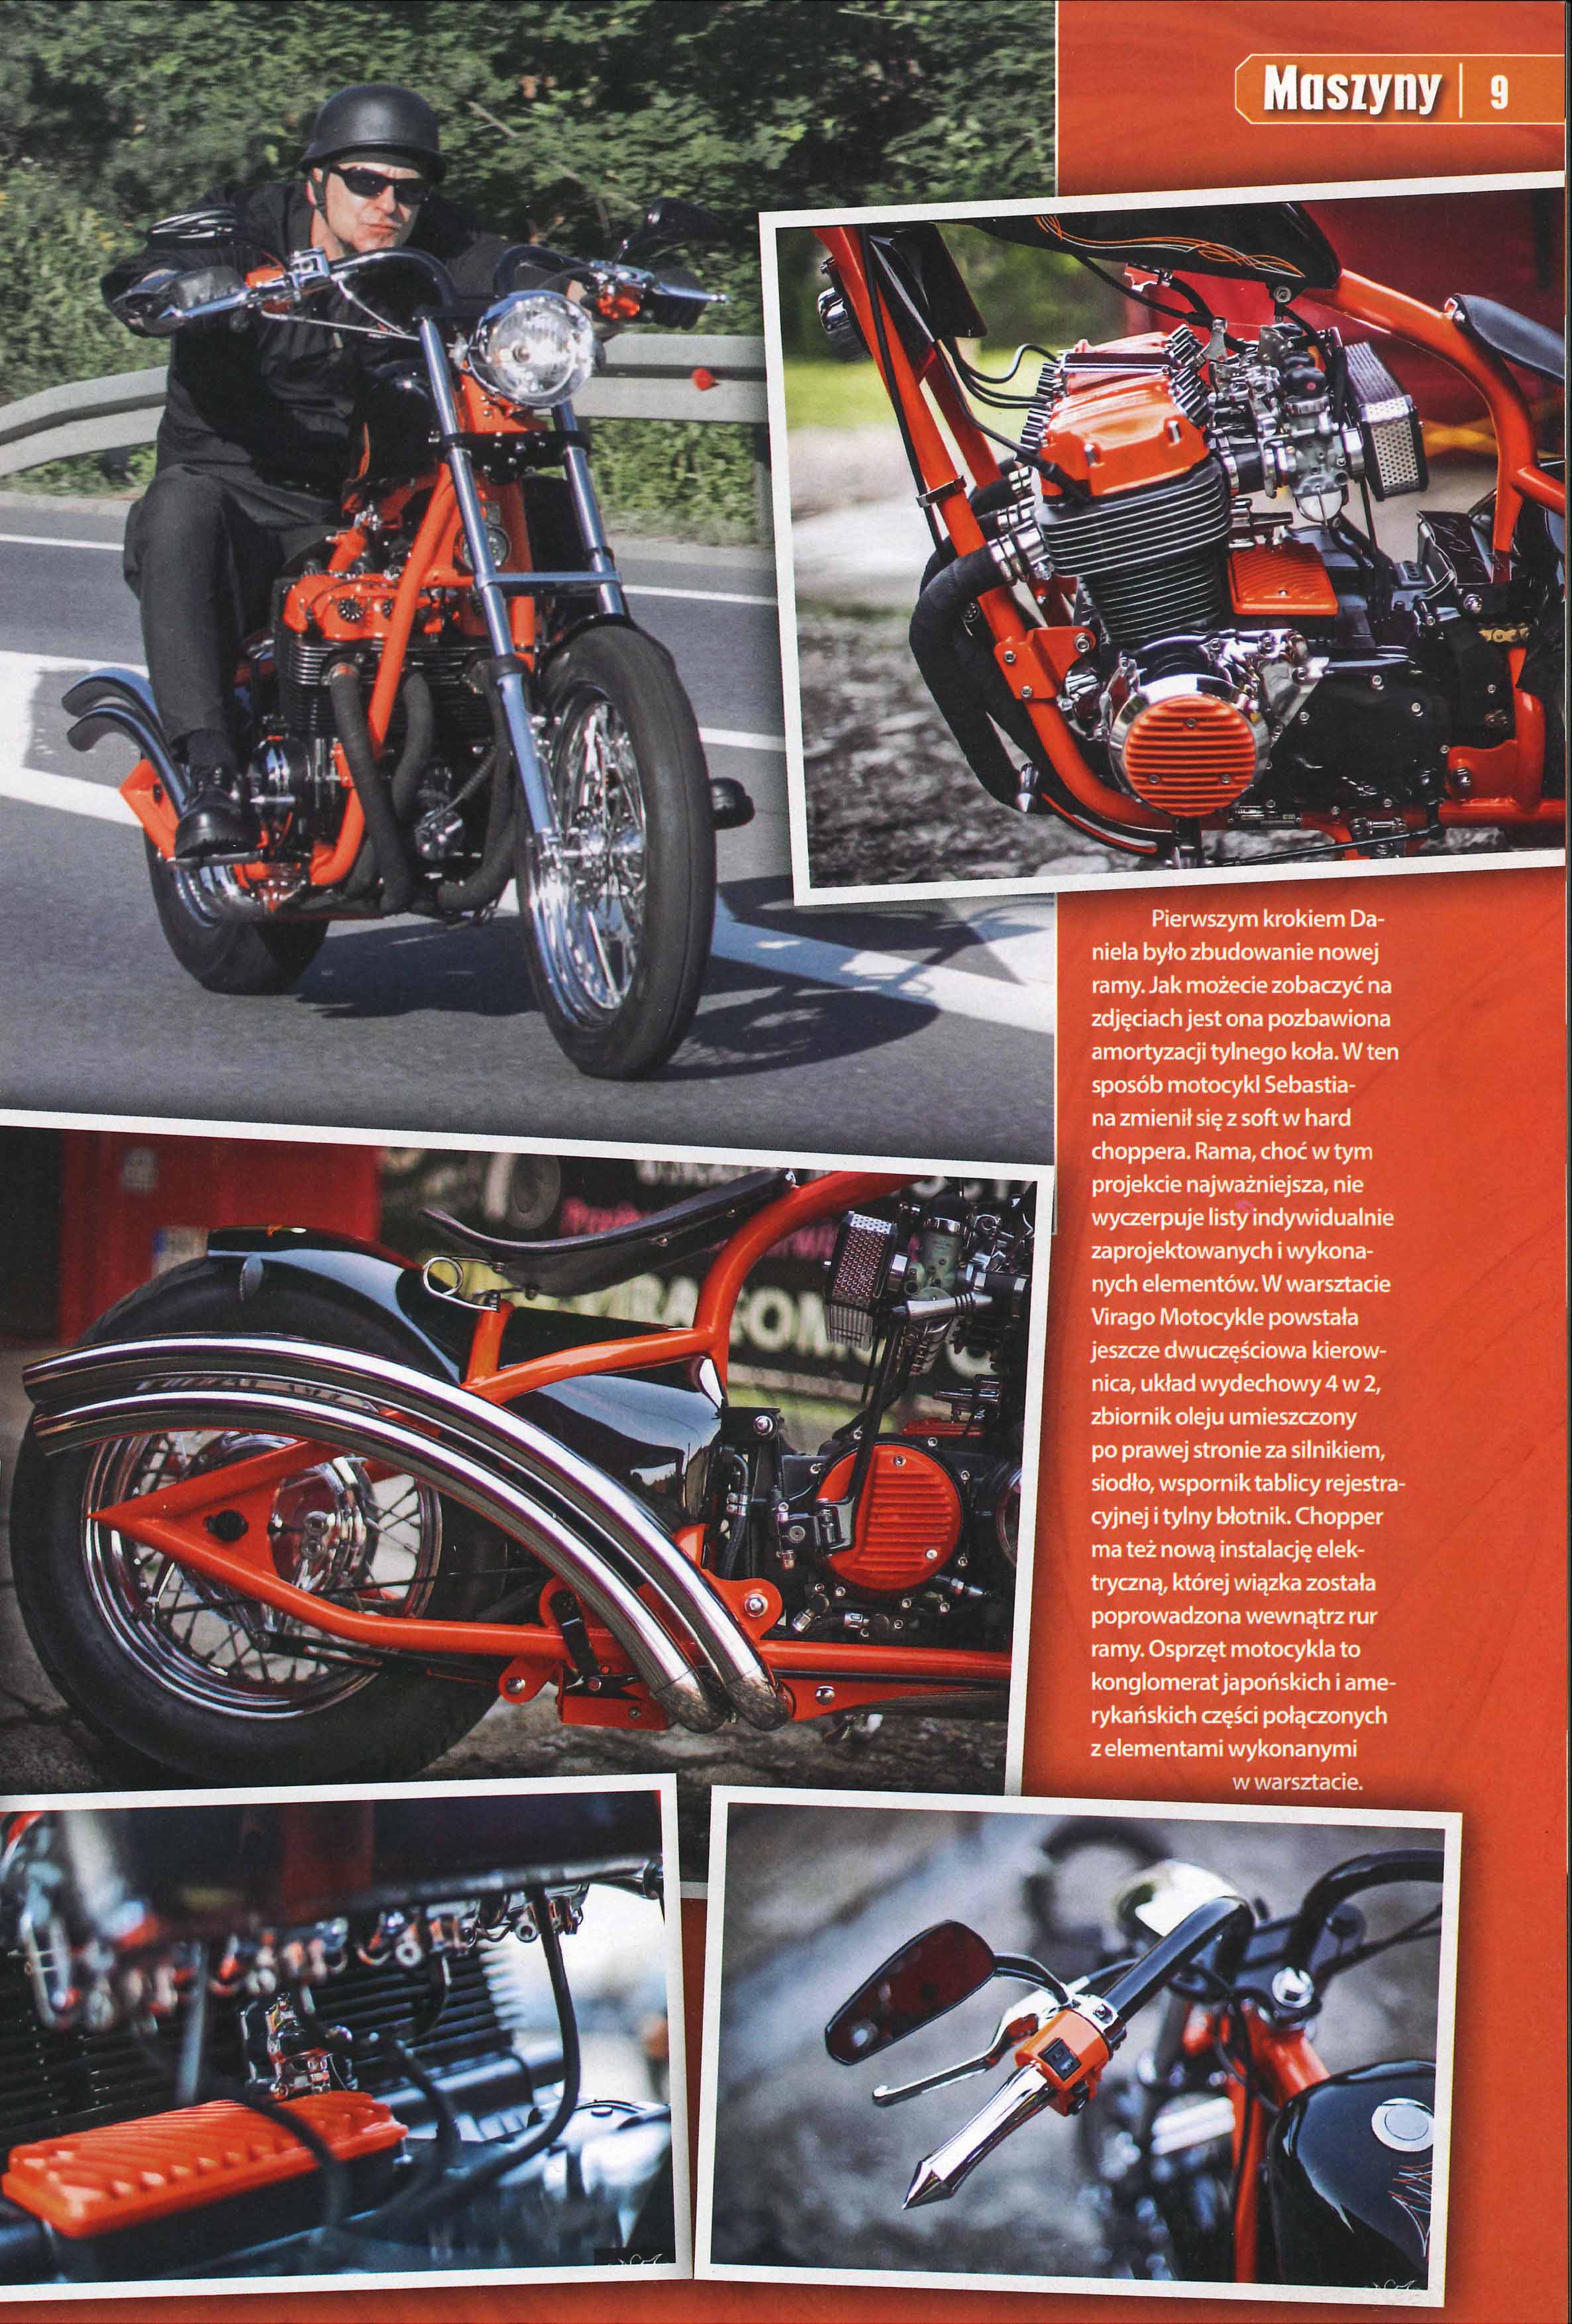 Maszyny | 9
Pierwszym krokiem Da-
niela było zbudowanie nowej
ramy. Jak możecie zobaczyć na
zdjęciach jest ona pozbawiona
amortyzacji tylnego koła. W ten
sposób motocykl Sebastia-
na zmienił się z soft w hard
choppera. Rama, choć w tym
projekcie najważniejsza, nie
wyczerpuje listy indywidualnie
zaprojektowanych i wykona-
nych elementów. W warsztacie
Virago Motocykle powstała
jeszcze dwuczęściowa kierow-
nica, układ wydechowy 4 w 2,
zbiornik oleju umieszczony
po prawej stronie za silnikiem,
siodło, wspornik tablicy rejestra-
cyjnej i tylny błotnik. Chopper
ma też nową instalację elek-
tryczną, której wiązka została
poprowadzona wewnątrz rur
ramy. Osprzęt motocykla to
konglomerat japońskich i ame-
rykańskich części połączonych
z elementami wykonanymi
w warsztacie.